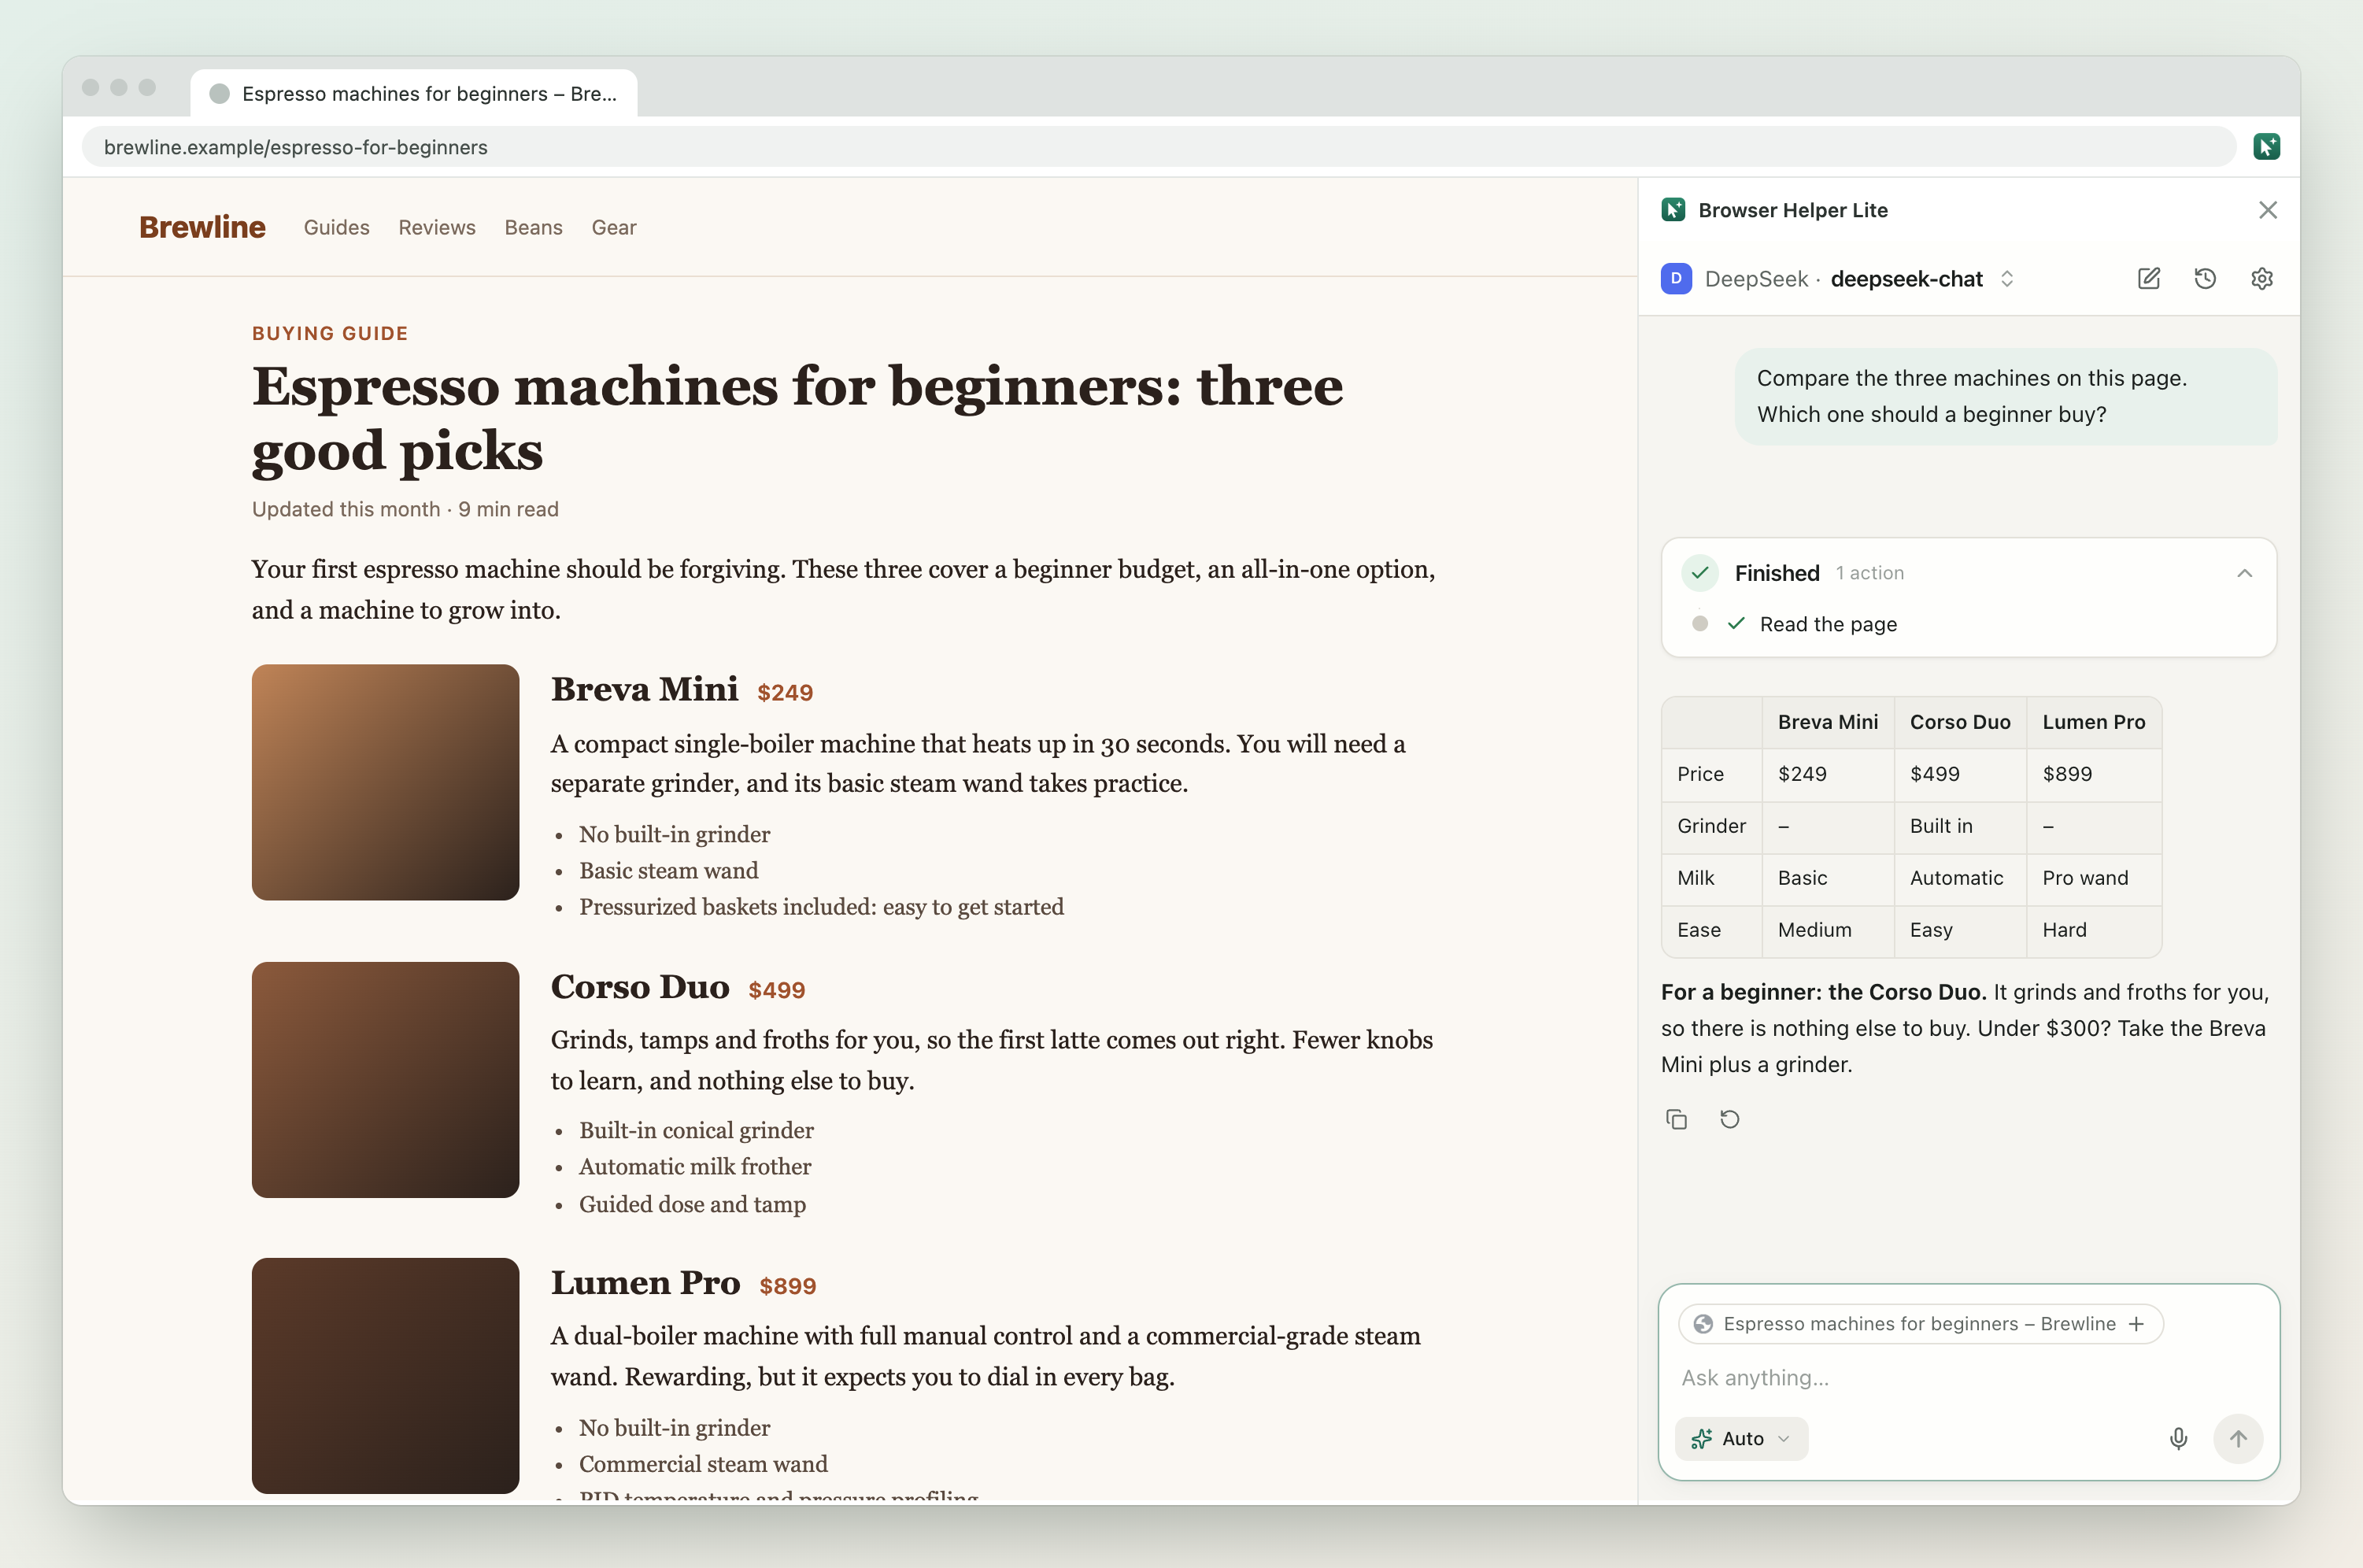 Espresso machines for beginners – Bre...
brewline.example/espresso-for-beginners
Brewline Guides Reviews Beans Gear
BUYING GUIDE
Espresso machines for beginners: three
good picks
Updated this month · 9 min read
Your first espresso machine should be forgiving. These three cover a beginner budget, an all-in-one option,
and a machine to grow into.
Breva Mini $249
A compact single-boiler machine that heats up in 30 seconds. You will need a
separate grinder, and its basic steam wand takes practice.
• No built-in grinder
• Basic steam wand
• Pressurized baskets included: easy to get started
Corso Duo $499
Grinds, tamps and froths for you, so the first latte comes out right. Fewer knobs
to learn, and nothing else to buy.
• Built-in conical grinder
• Automatic milk frother
• Guided dose and tamp
Lumen Pro $899
A dual-boiler machine with full manual control and a commercial-grade steam
wand. Rewarding, but it expects you to dial in every bag.
• No built-in grinder
• Commercial steam wand
• PID temperature and pressure profiling
Browser Helper Lite
D DeepSeek · deepseek-chat
Compare the three machines on this page.
Which one should a beginner buy?
Finished 1 action
Read the page
Breva Mini Corso Duo Lumen Pro
Price $249 $499 $899
Grinder – Built in –
Milk Basic Automatic Pro wand
Ease Medium Easy Hard
For a beginner: the Corso Duo. It grinds and froths for you,
so there is nothing else to buy. Under $300? Take the Breva
Mini plus a grinder.
Espresso machines for beginners – Brewline +
Ask anything...
Auto